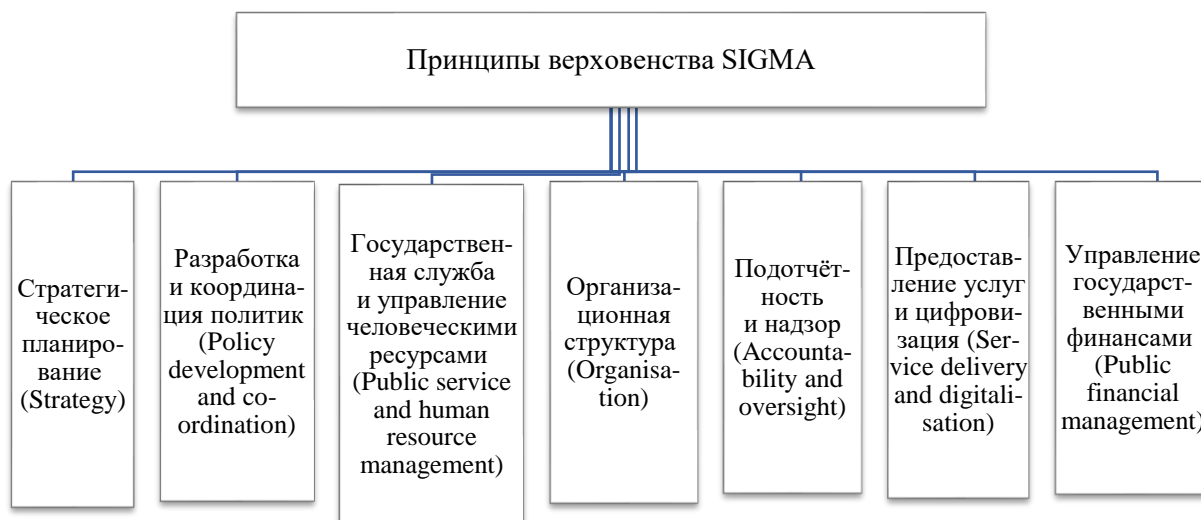 Принципы верховенства SIGMA
Стратеги-
ческое
планиро-
вание
(Strategy)
Разработка
и координа-
ция политик
(Policy
development
and co-
ordination)
Государствен-
ная служба
и управление
человеческими
ресурсами
(Public service
and human
resource
management)
Организа-
ционная
структура
(Organisa-
tion)
Подотчёт-
ность
и надзор
(Accounta-
bility and
oversight)
Предостав-
ление услуг
и цифрови-
зация (Ser-
vice delivery
and digitali-
sation)
Управление
государст-
венными
финансами
(Public
financial
management)